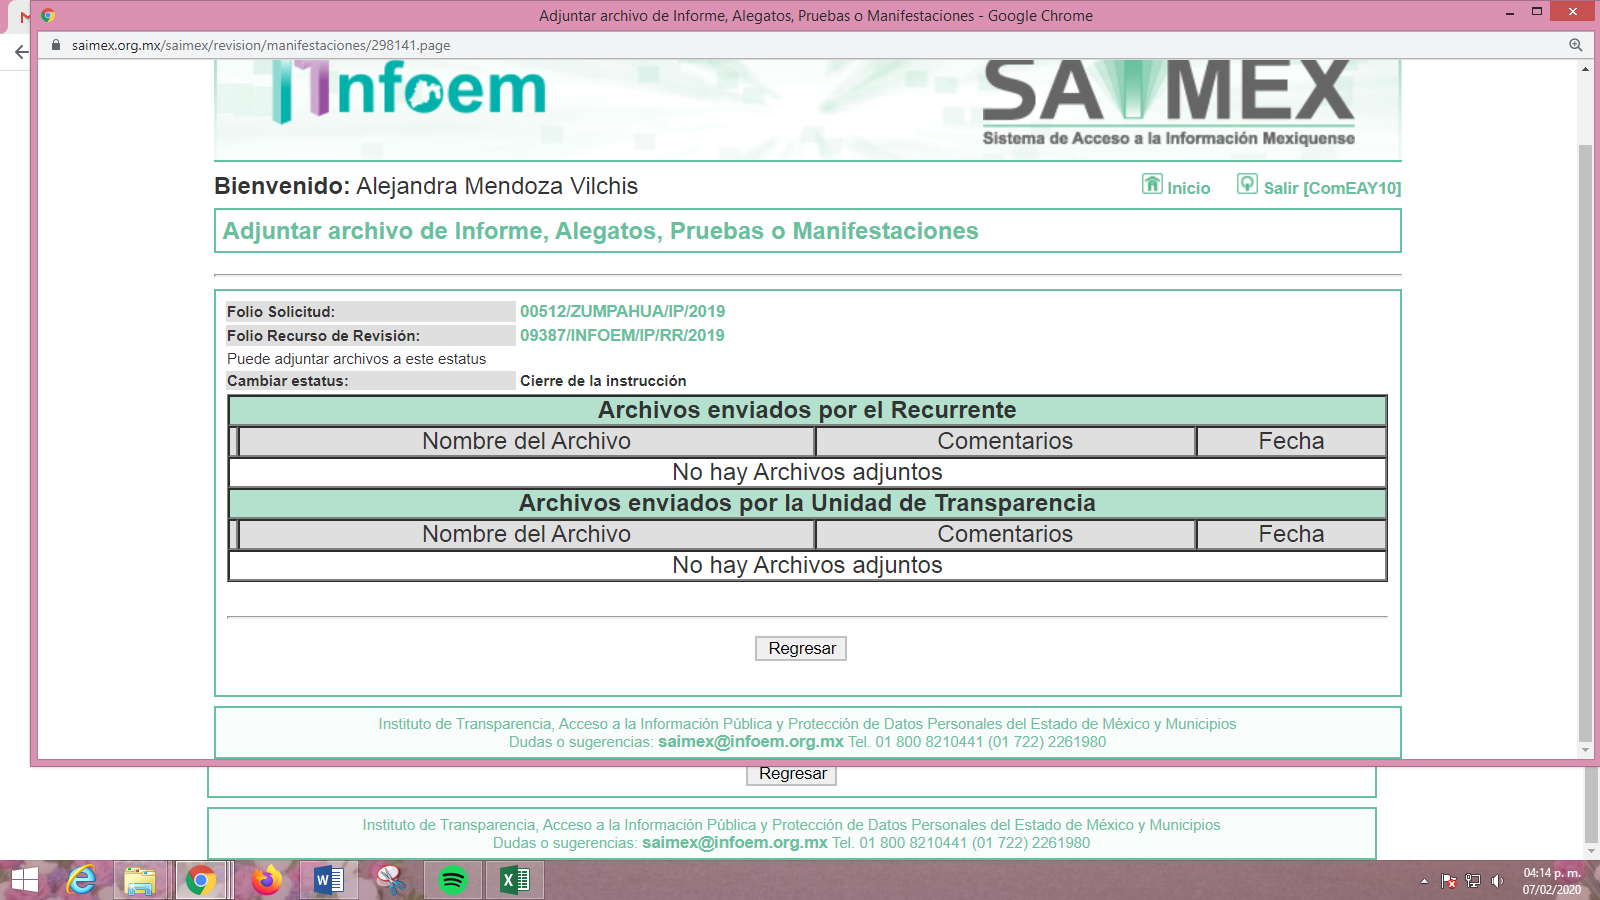 Adjuntar archivo de Informe, Alegatos, Pruebas o Manifestaciones - Google Chrome
saimex.org.mx/saimex/revision/manifestaciones/298141.page
Infoem
SAIMEX
Sistema de Acceso a la Información Mexiquense
Bienvenido: Alejandra Mendoza Vilchis
Inicio Salir [ComEAY10]
Adjuntar archivo de Informe, Alegatos, Pruebas o Manifestaciones
Folio Solicitud: 00512/ZUMPAHUA/IP/2019
Folio Recurso de Revisión: 09387/INFOEM/IP/RR/2019
Puede adjuntar archivos a este estatus
Cambiar estatus: Cierre de la instrucción
Archivos enviados por el Recurrente
Nombre del Archivo Comentarios Fecha
No hay Archivos adjuntos
Archivos enviados por la Unidad de Transparencia
Nombre del Archivo Comentarios Fecha
No hay Archivos adjuntos
Regresar
Instituto de Transparencia, Acceso a la Información Pública y Protección de Datos Personales del Estado de México y Municipios
Dudas o sugerencias: saimex@infoem.org.mx Tel. 01 800 8210441 (01 722) 2261980
Regresar
Instituto de Transparencia, Acceso a la Información Pública y Protección de Datos Personales del Estado de México y Municipios
Dudas o sugerencias: saimex@infoem.org.mx Tel. 01 800 8210441 (01 722) 2261980
04:14 p. m.
07/02/2020